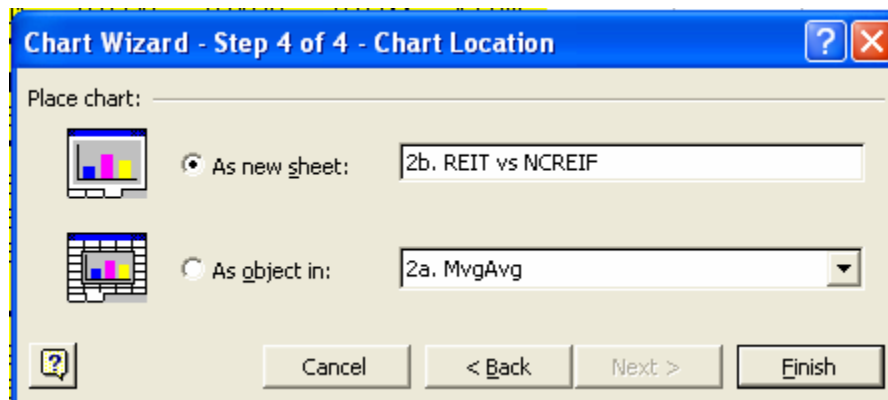 Chart Wizard - Step 4 of 4 - Chart Location
Place chart:
As new sheet:
2b. REIT vs NCREIF
As object in:
2a. MvgAvg
Cancel
< Back
Next >
Finish